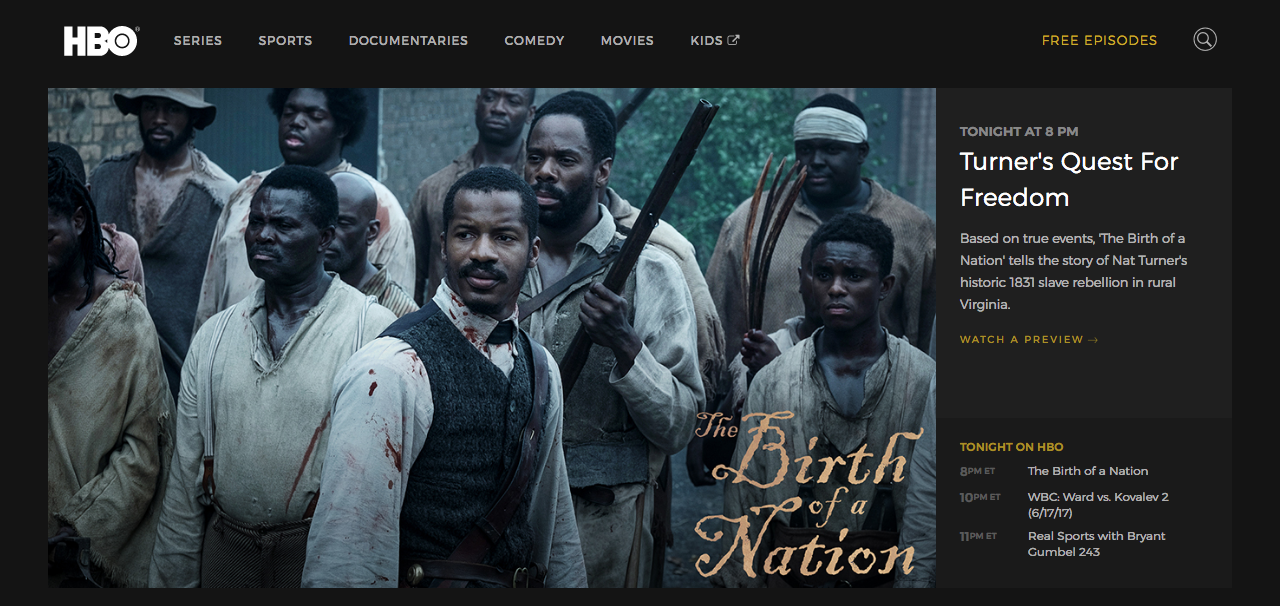 HBO®
SERIES
SPORTS
DOCUMENTARIES
COMEDY
MOVIES
KIDS
FREE EPISODES
The
Birth
of a
Nation
TONIGHT AT 8 PM
Turner's Quest For
Freedom
Based on true events, 'The Birth of a
Nation' tells the story of Nat Turner's
historic 1831 slave rebellion in rural
Virginia.
WATCH A PREVIEW →
TONIGHT ON HBO
8PM ET The Birth of a Nation
10PM ET WBC: Ward vs. Kovalev 2
(6/17/17)
11PM ET Real Sports with Bryant
Gumbel 243